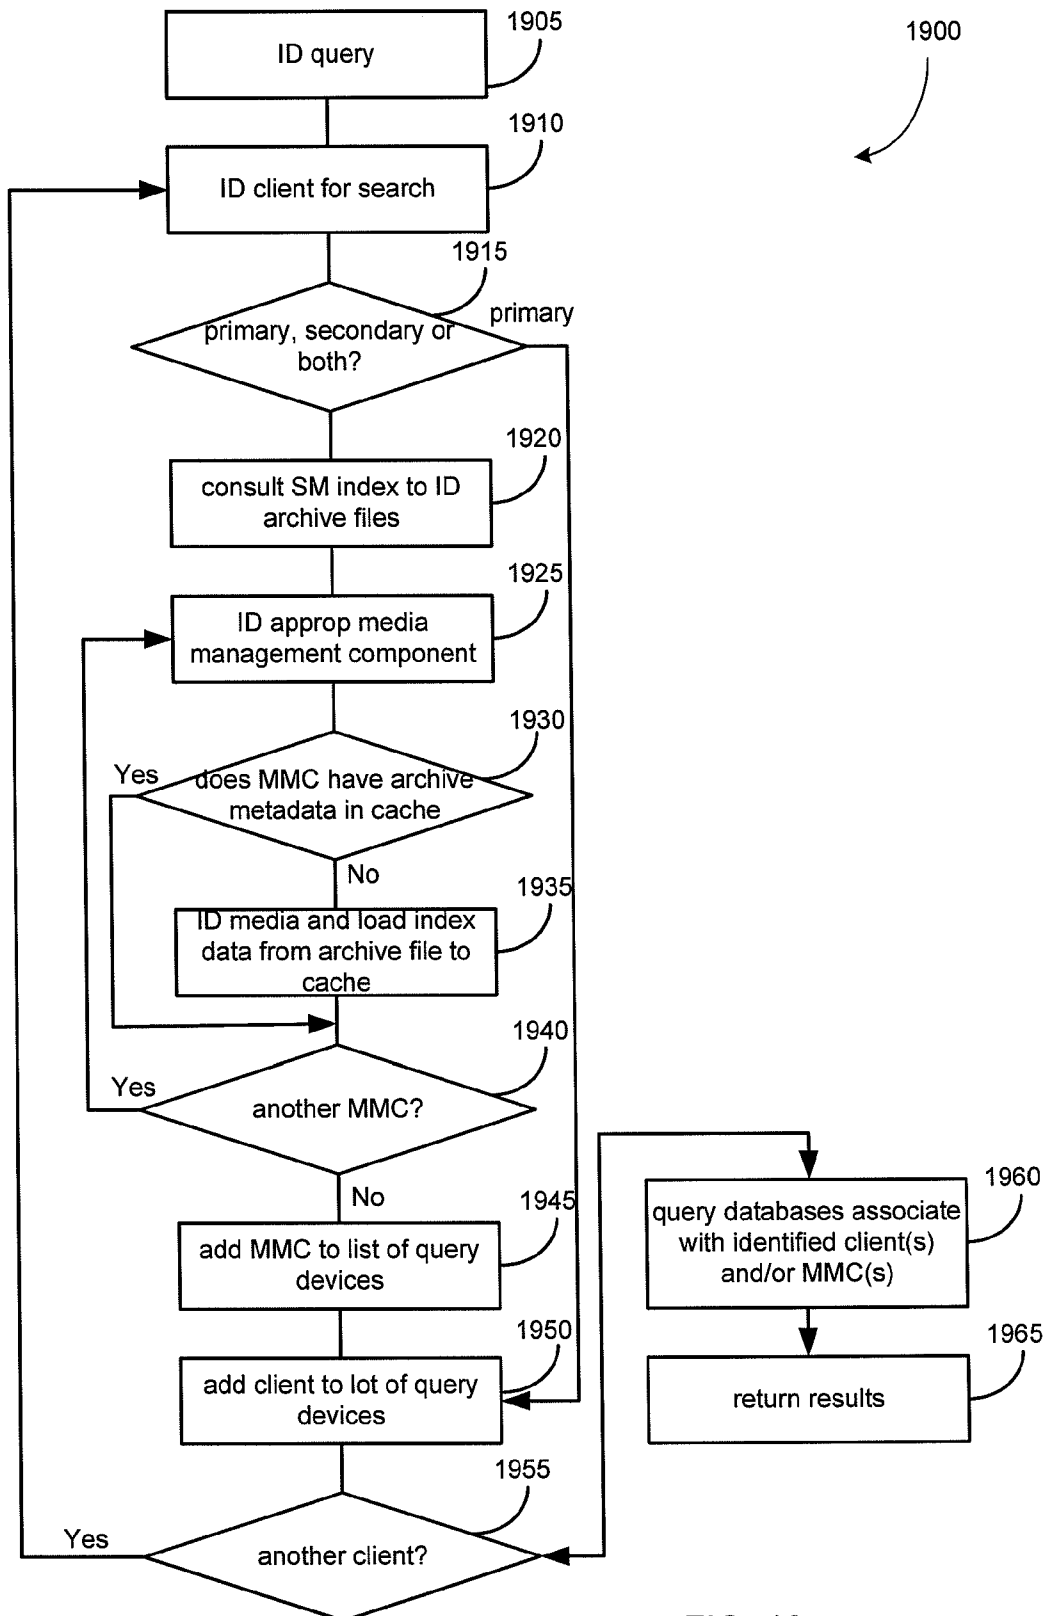 1905
ID query
1900
1910
ID client for search
1915
primary
primary, secondary or
both?
1920
consult SM index to ID
archive files
1925
ID approp media
management component
1930
Yes
does MMC have archive
metadata in cache
No
1935
ID media and load index
data from archive file to
cache
1940
Yes
another MMC?
No
1945
add MMC to list of query
devices
1950
add client to lot of query
devices
1955
Yes
another client?
1960
query databases associate
with identified client(s)
and/or MMC(s)
1965
return results